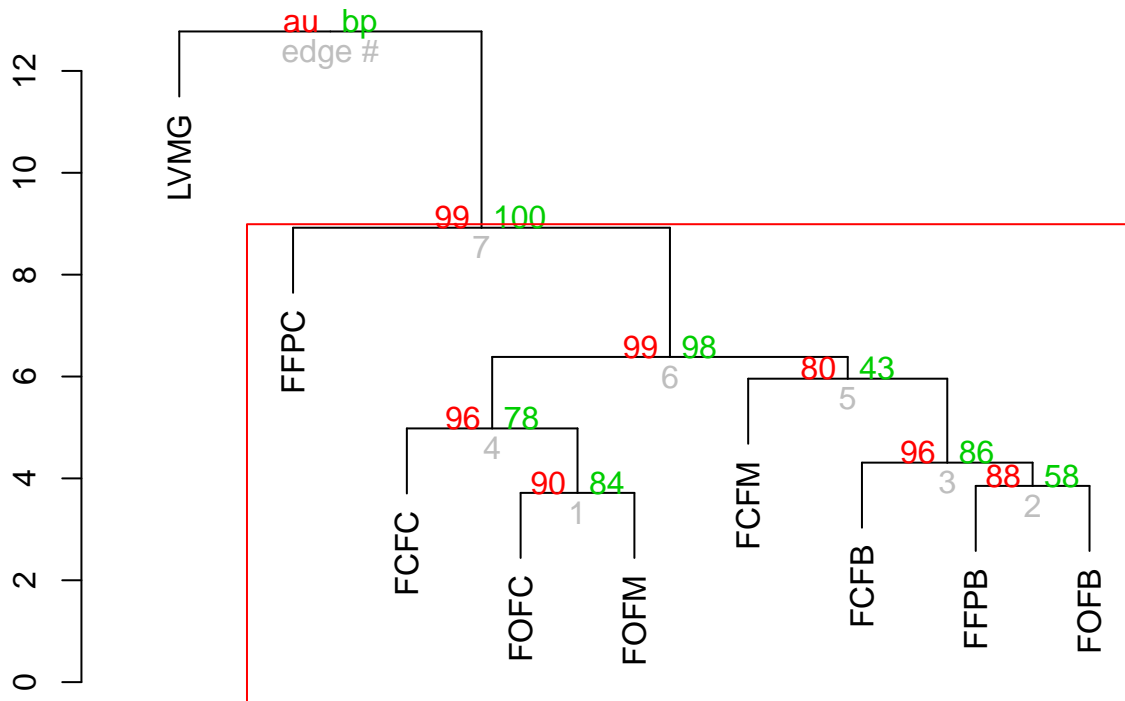 au bp
edge #
12
10
8
6
4
2
0
LVMG
99 100
7
FFPC
99 98
6
80 43
5
96 78
4
FCFM
96 86
3
88 58
2
90 84
1
FCFC
FOFC
FOFM
FCFB
FFPB
FOFB